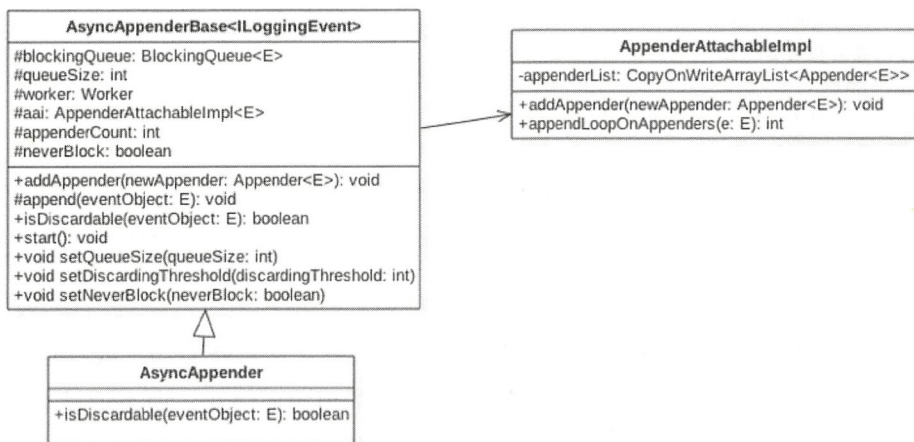 AsyncAppenderBase<ILoggingEvent>
#blockingQueue: BlockingQueue<E>
#queueSize: int
#worker: Worker
#aai: AppenderAttachableImpl<E>
#appenderCount: int
#neverBlock: boolean
+addAppender(newAppender: Appender<E>): void
#append(eventObject: E): void
+isDiscardable(eventObject: E): boolean
+start(): void
+void setQueueSize(queueSize: int)
+void setDiscardingThreshold(discardingThreshold: int)
+void setNeverBlock(neverBlock: boolean)
AppenderAttachableImpl
-appenderList: CopyOnWriteArrayList<Appender<E>>
+addAppender(newAppender: Appender<E>): void
+appendLoopOnAppenders(e: E): int
AsyncAppender
+isDiscardable(eventObject: E): boolean